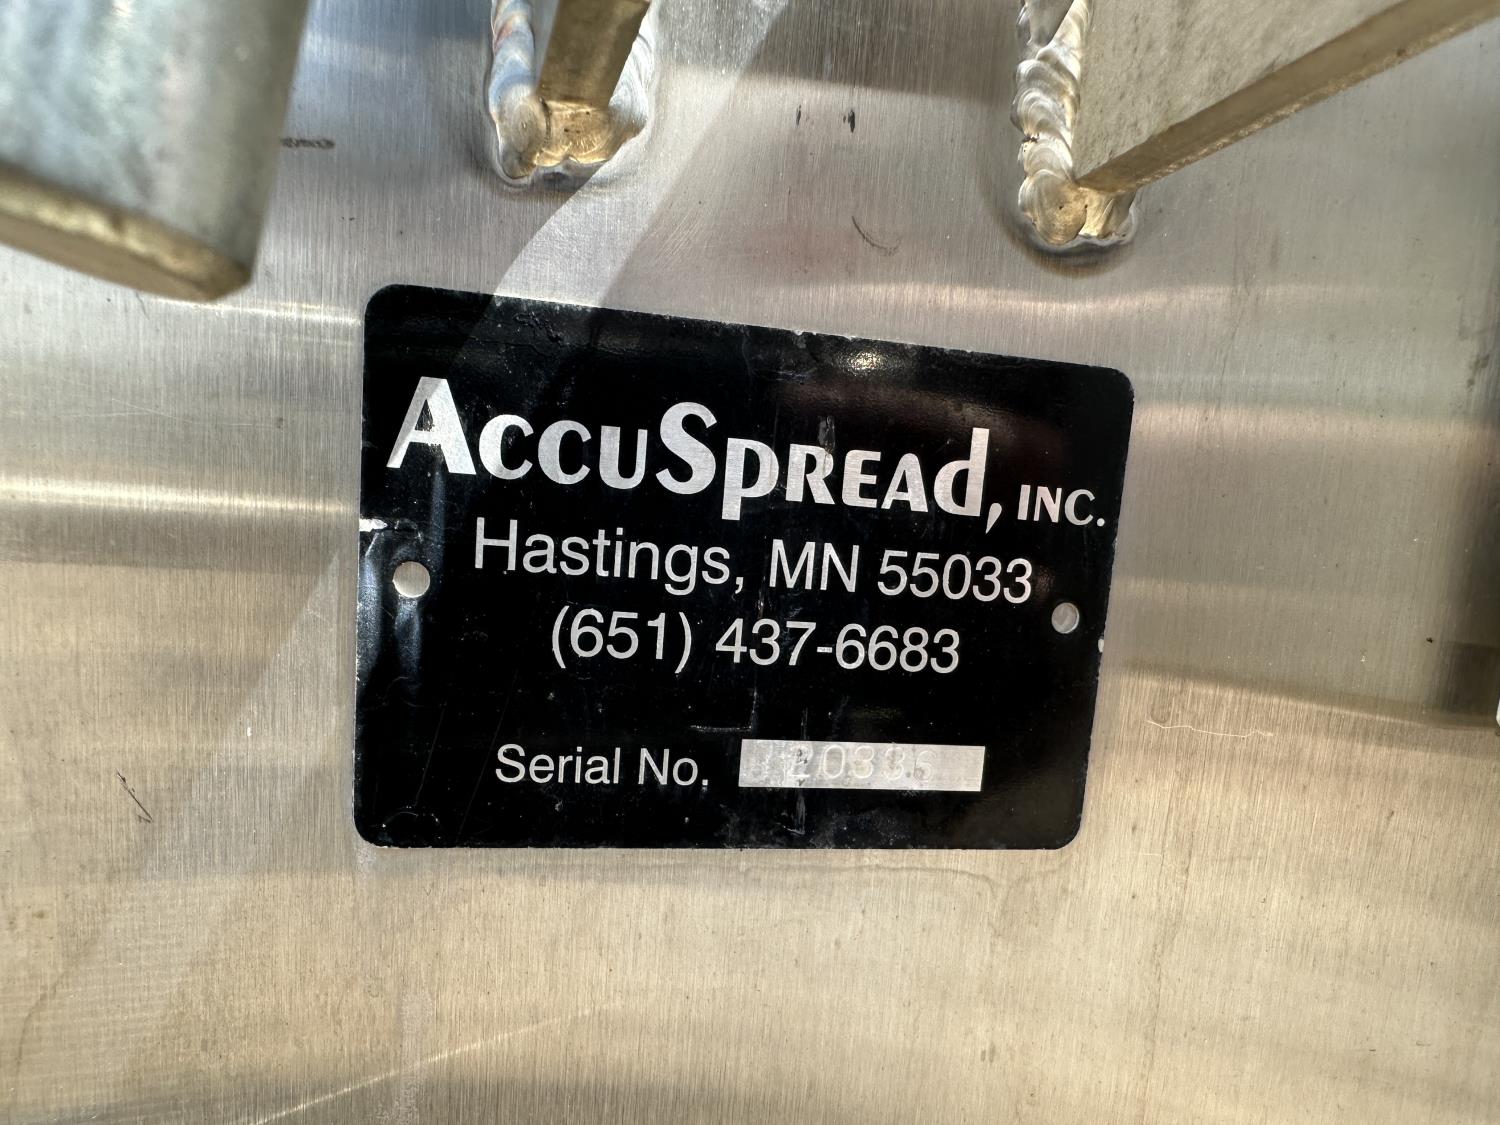 AccuSpread, Inc.
Hastings, MN 55033
(651) 437-6683
Serial No.